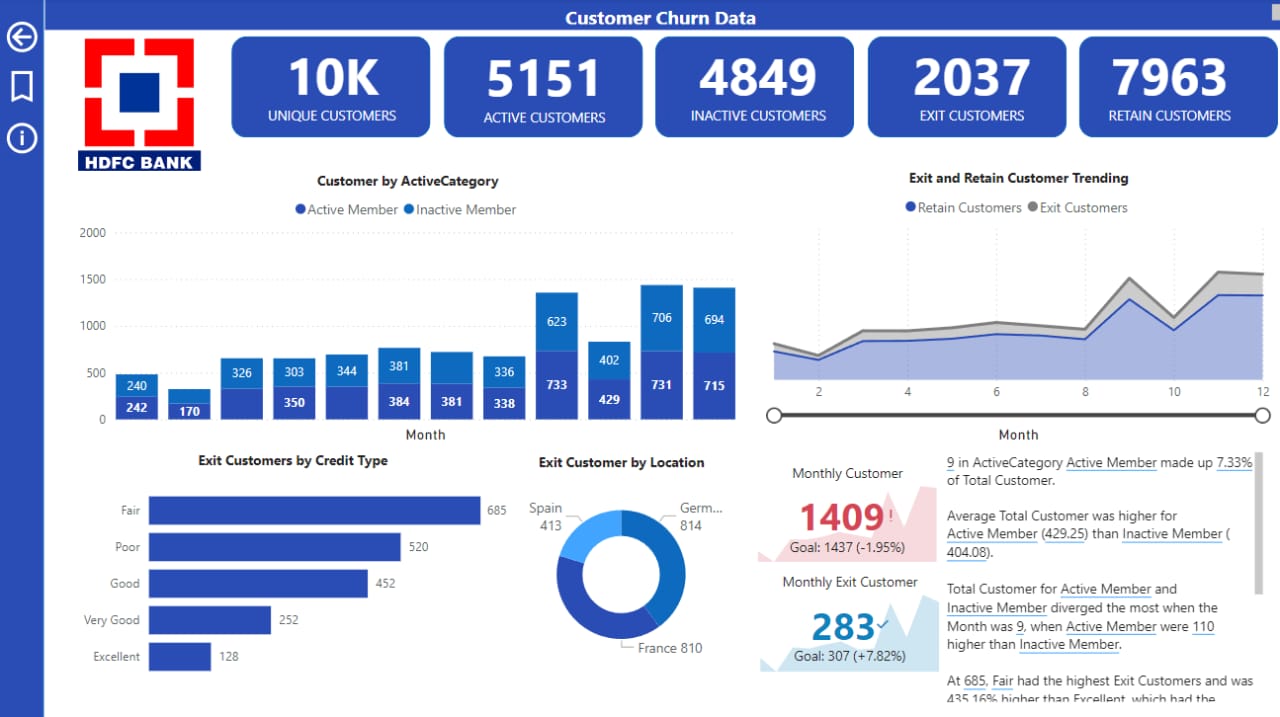 Customer Churn Data
HDFC BANK
10K
UNIQUE CUSTOMERS
5151
ACTIVE CUSTOMERS
4849
INACTIVE CUSTOMERS
2037
EXIT CUSTOMERS
7963
RETAIN CUSTOMERS
Customer by ActiveCategory
Active Member Inactive Member
2000
1500
1000
500
0
240
242
170
326
303
350
344
381
384
381
336
338
623
733
402
429
706
731
694
715
Month
Exit and Retain Customer Trending
Retain Customers Exit Customers
2 4 6 8 10 12
Month
Exit Customers by Credit Type
Fair 685
Poor 520
Good 452
Very Good 252
Excellent 128
Exit Customer by Location
Spain
413
Germ...
814
France 810
Monthly Customer
1409!
Goal: 1437 (-1.95%)
Monthly Exit Customer
283
Goal: 307 (+7.82%)
9 in ActiveCategory Active Member made up 7.33%
of Total Customer.
Average Total Customer was higher for
Active Member (429.25) than Inactive Member (
404.08).
Total Customer for Active Member and
Inactive Member diverged the most when the
Month was 9, when Active Member were 110
higher than Inactive Member.
At 685, Fair had the highest Exit Customers and was
435.16% higher than Excellent, which had the